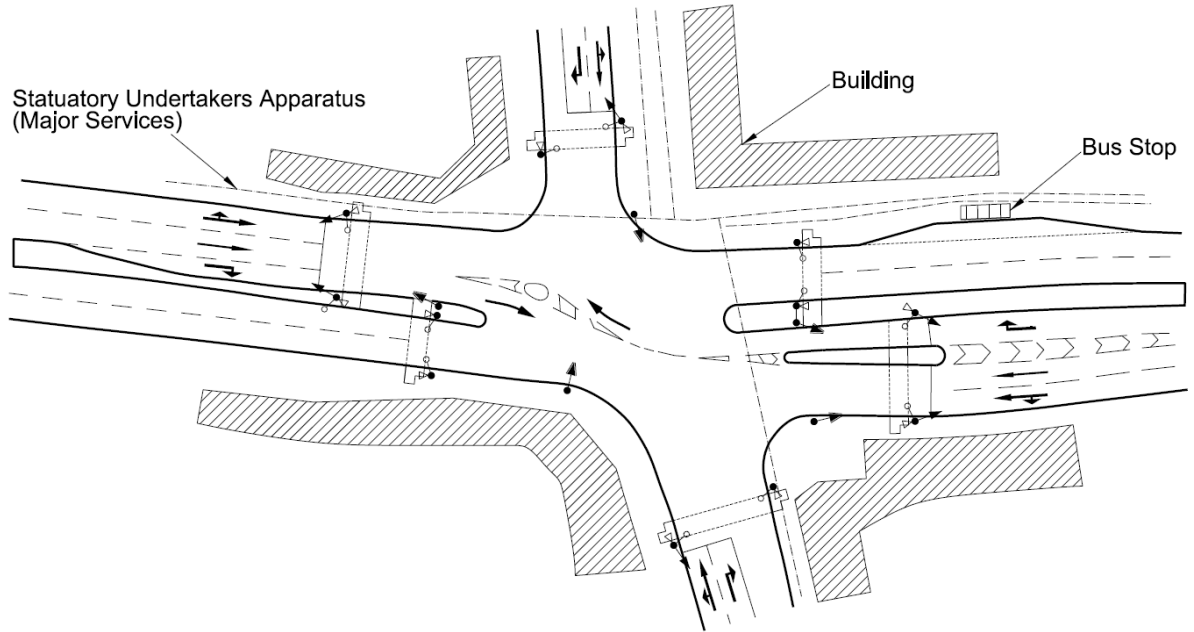 Building
Statuatory Undertakers Apparatus
(Major Services)
Bus Stop